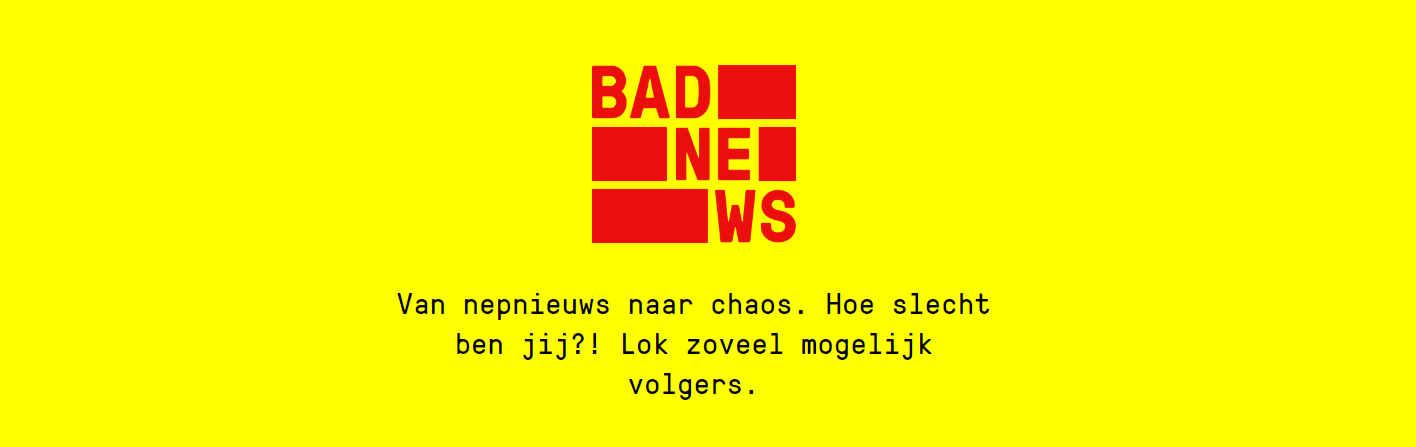 BAD
NE
WS
Van nepnieuws naar chaos. Hoe slecht
ben jij?! Lok zoveel mogelijk
volgers.